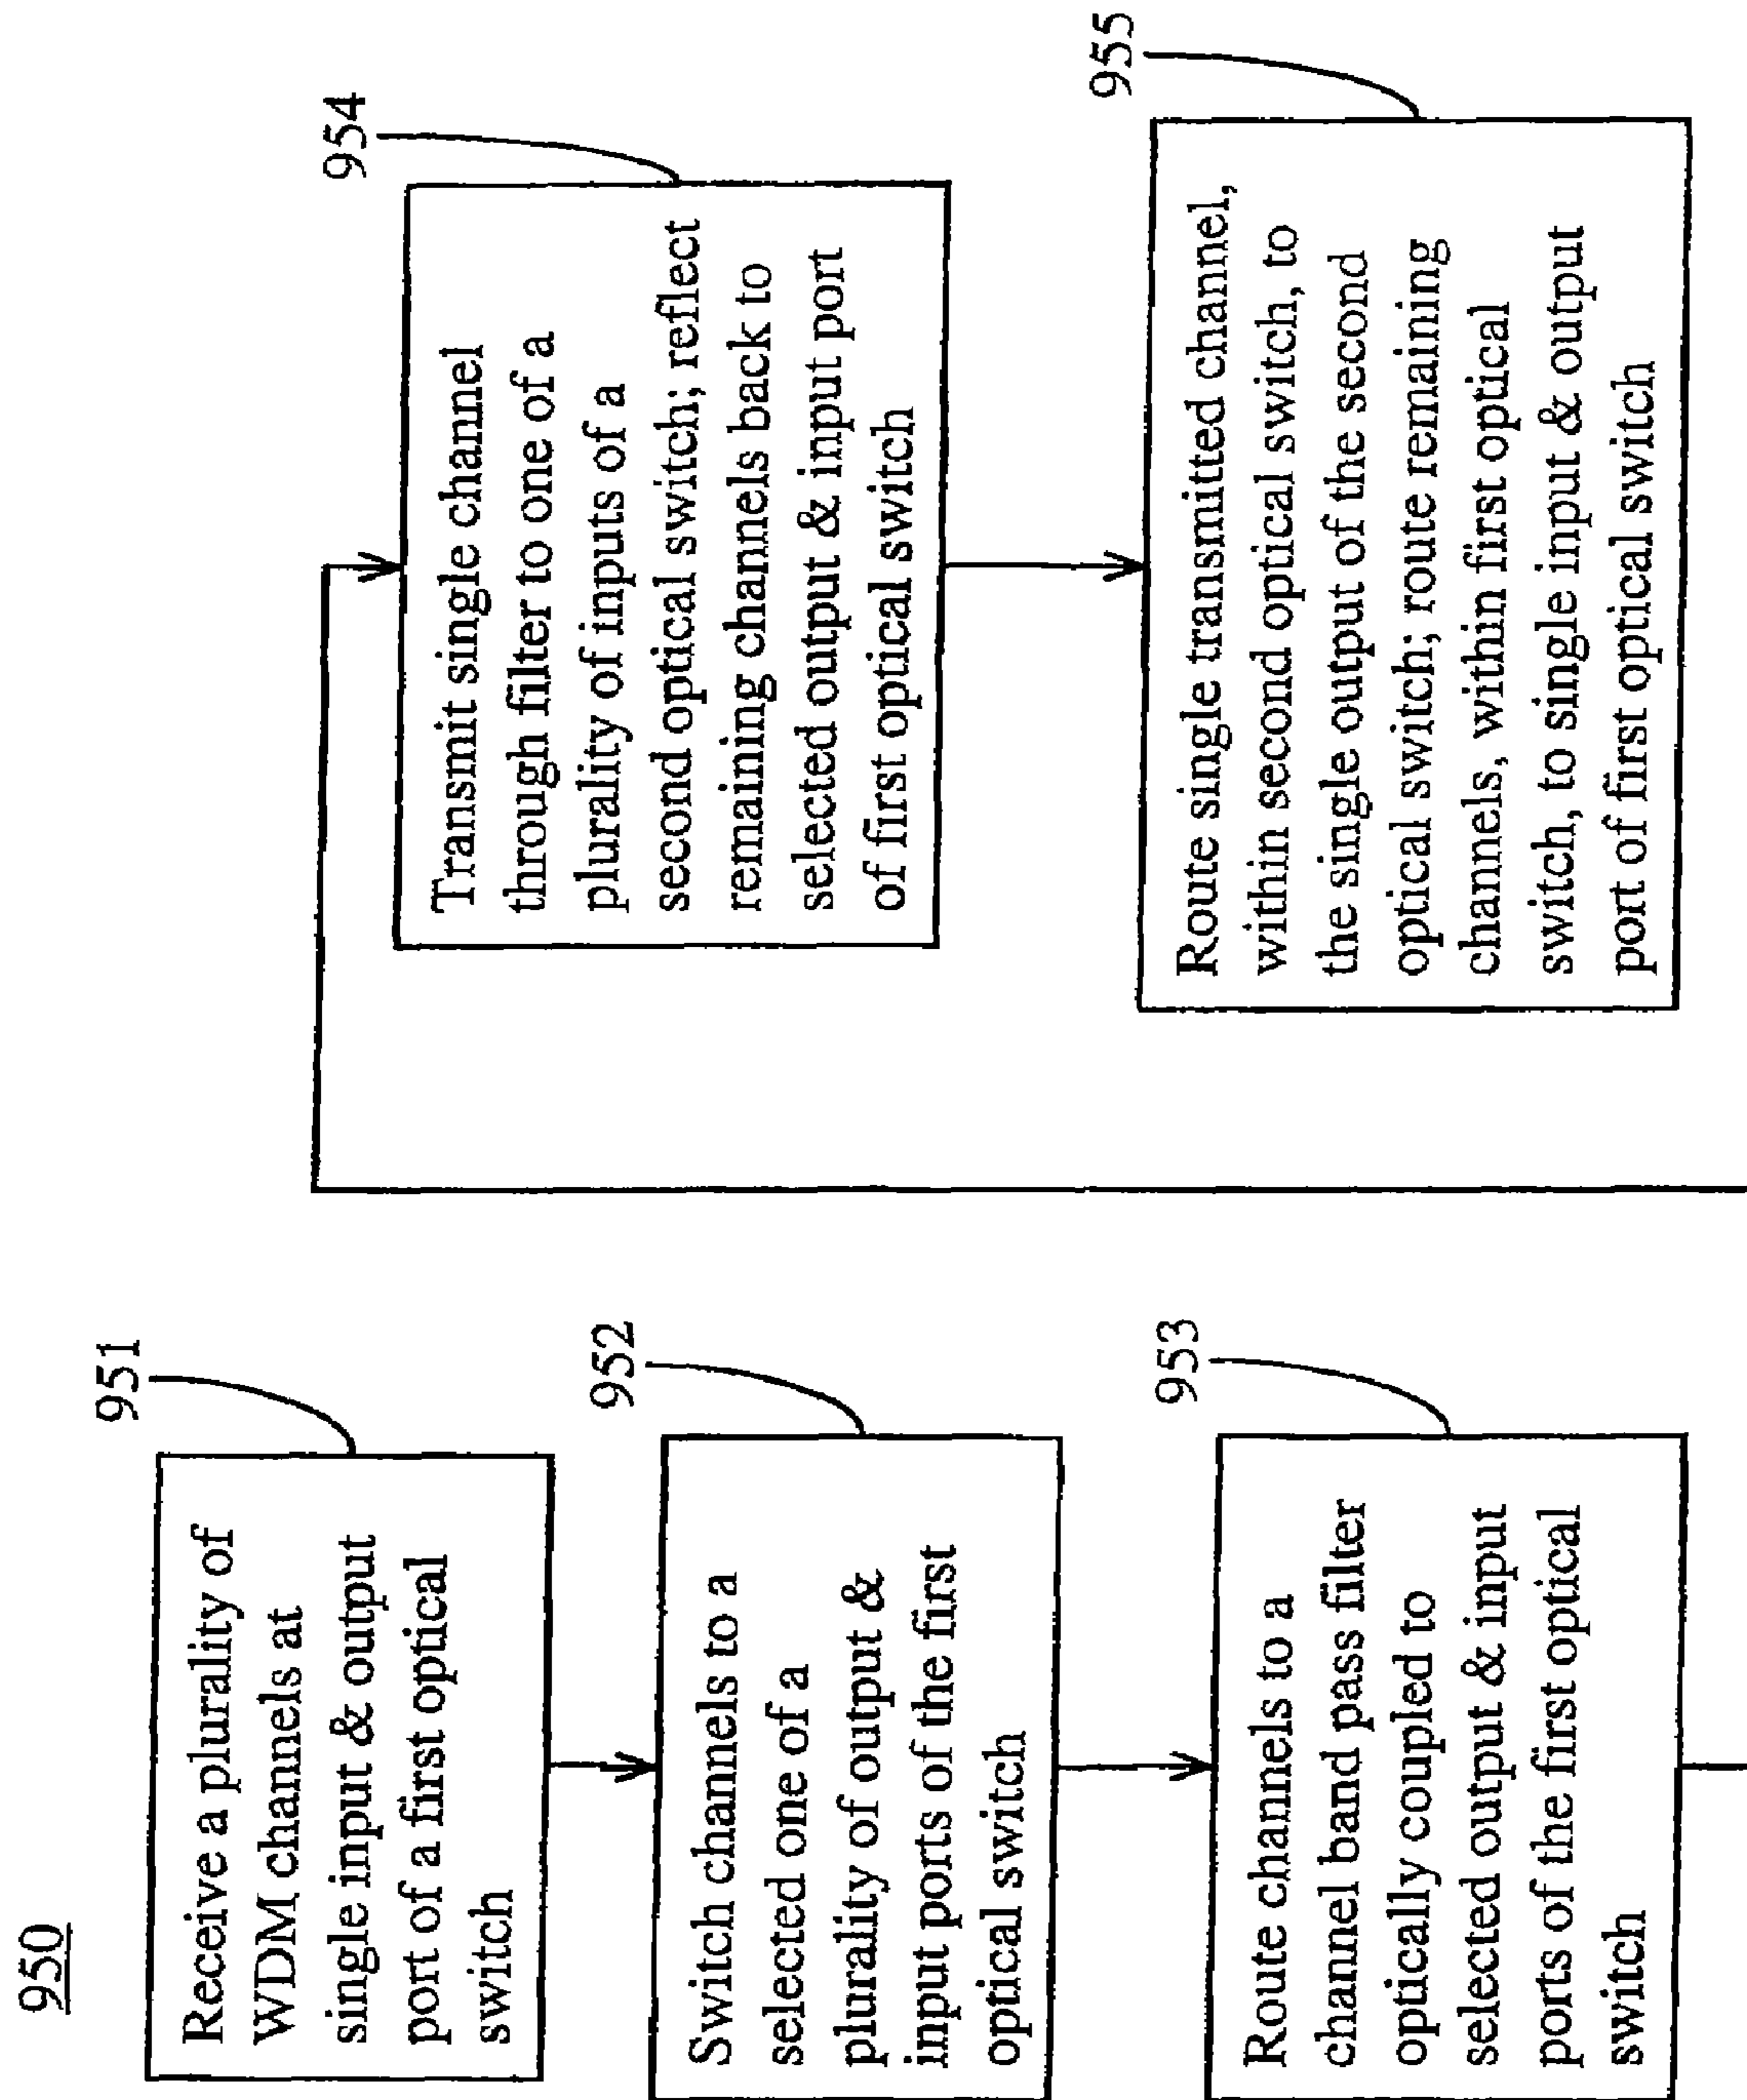 950
951
Receive a plurality of
WDM channels at
single input & output
port of a first optical
switch
952
Switch channels to a
selected one of a
plurality of output &
input ports of the first
optical switch
953
Route channels to a
channel band pass filter
optically coupled to
selected output & input
ports of the first optical
switch
954
Transmit single channel
through filter to one of a
plurality of inputs of a
second optical switch; reflect
remaining channels back to
selected output & input port
of first optical switch
955
Route single transmitted channel,
within second optical switch, to
the single output of the second
optical switch; route remaining
channels, within first optical
switch, to single input & output
port of first optical switch